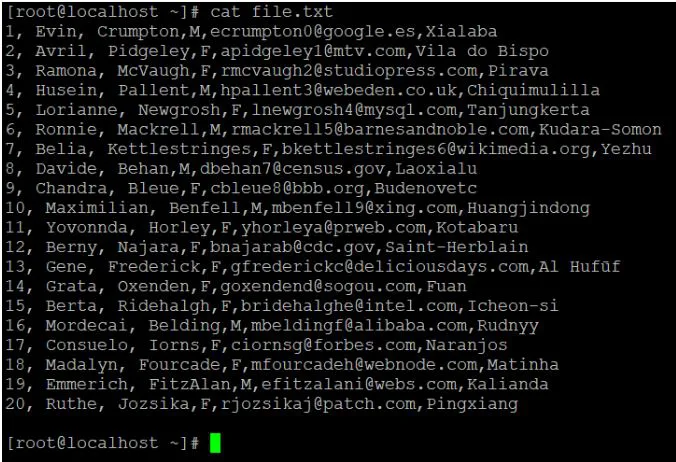 [root@localhost ~]# cat file.txt
1, Evin, Crumpton,M,ecrumpton0@google.es,Xialaba
2, Avril, Pidgeley,F,apidgeley1@mtv.com,Vila do Bispo
3, Ramona, McVaugh,F,rmcvaugh2@studiopress.com,Pirava
4, Husein, Pallent,M,hpallent3@webeden.co.uk,Chiquimulilla
5, Lorianne, Newgrosh,F,lnewgrosh4@mysql.com,Tanjungkerta
6, Ronnie, Mackrell,M,rmackrell5@barnesandnoble.com,Kudara-Somon
7, Belia, Kettlestringes,F,bkettlestringes6@wikimedia.org,Yezhu
8, Davide, Behan,M,dbehan7@census.gov,Laoxialu
9, Chandra, Bleue,F,cbleue8@bbb.org,Budenovetc
10, Maximilian, Benfell,M,mbenfell9@xing.com,Huangjindong
11, Yovonnda, Horley,F,yhorleya@prweb.com,Kotabaru
12, Berny, Najara,F,bnajarab@cdc.gov,Saint-Herblain
13, Gene, Frederick,F,gfrederickc@deliciousdays.com,Al Hufūf
14, Grata, Oxenden,F,goxendend@sogou.com,Fuan
15, Berta, Ridehalgh,F,bridehalghe@intel.com,Icheon-si
16, Mordecai, Belding,M,mbeldingf@alibaba.com,Rudnyy
17, Consuelo, Iorns,F,ciornsg@forbes.com,Naranjos
18, Madalyn, Fourcade,F,mfourcadeh@webnode.com,Matinha
19, Emmerich, FitzAlan,M,efitzalani@webs.com,Kalianda
20, Ruthe, Jozsika,F,rjozsikaj@patch.com,Pingxiang
[root@localhost ~]#